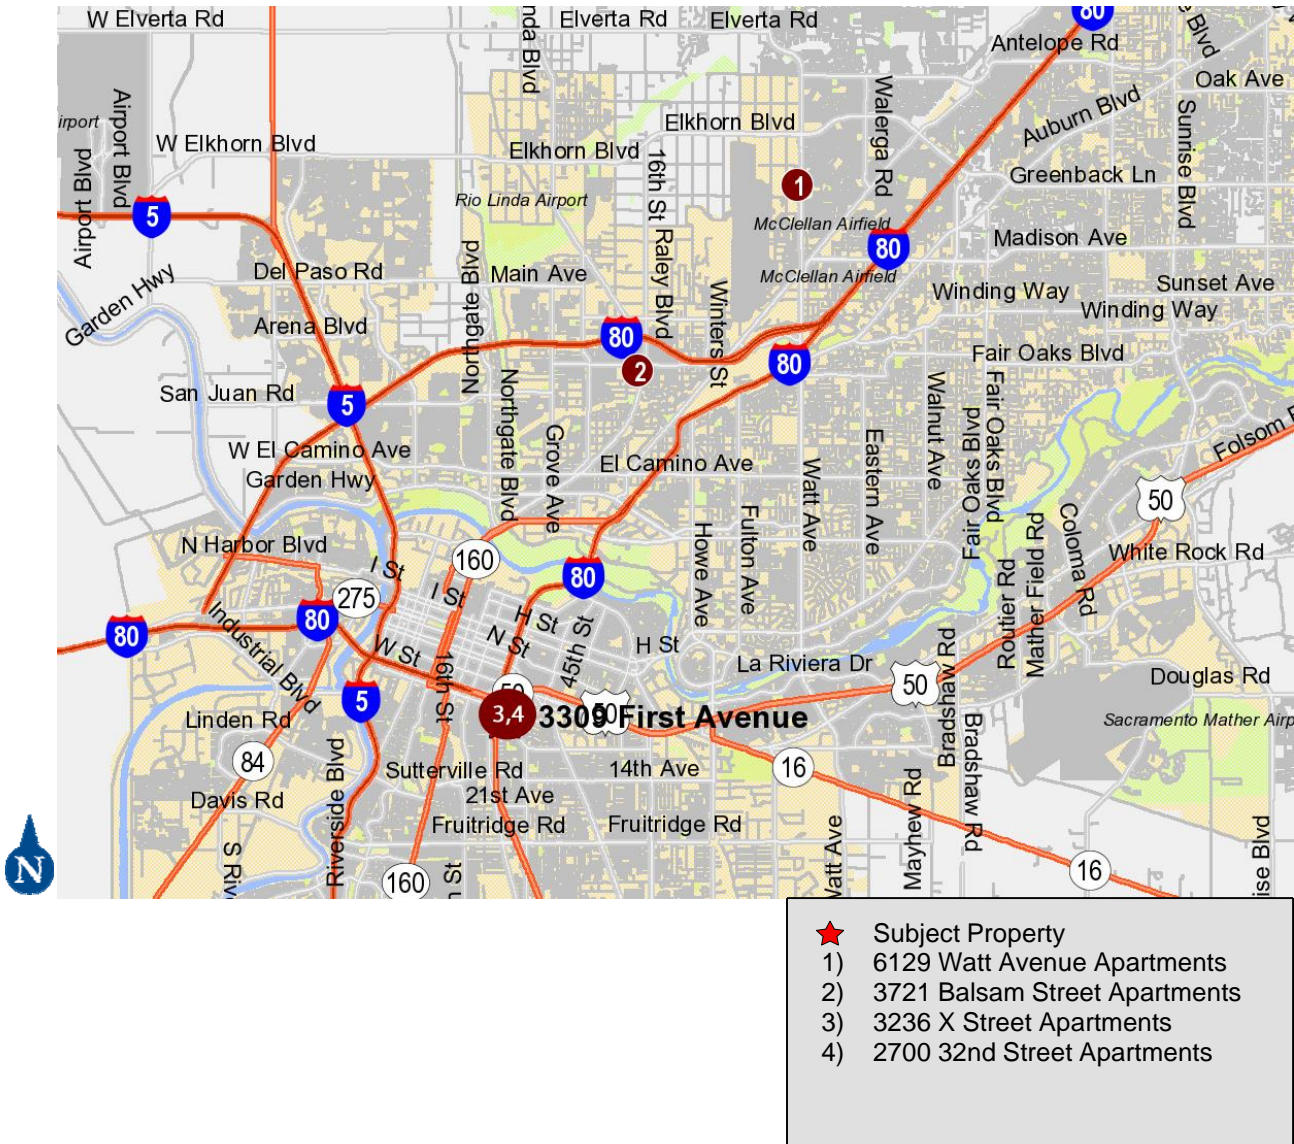 W Elverta Rd
Elverta Rd
Elverta Rd
80
Antelope Rd
Oak Ave
Airport Blvd
Airport Blvd
W Elkhorn Blvd
Elkhorn Blvd
Elkhorn Blvd
16th St
Walerga Rd
Auburn Blvd
Sunrise Blvd
Greenback Ln
1
Rio Linda Airport
McClellan Airfield
Madison Ave
5
80
Raley Blvd
Garden Hwy
Del Paso Rd
Northgate Blvd
Main Ave
McClellan Airfield
Sunset Ave
Winding Way
Winding Way
Winters St
Arena Blvd
80
80
Fair Oaks Blvd
2
San Juan Rd
5
Northgate Blvd
Walnut Ave
Fair Oaks Blvd
Fair Oaks Blvd
W El Camino Ave
Grove Ave
El Camino Ave
Watt Ave
Eastern Ave
Garden Hwy
Folsom
50
N Harbor Blvd
I St
160
Howe Ave
Fulton Ave
Coloma Rd
White Rock Rd
Routier Rd
Mather Field Rd
80
275
I St
H St
45th St
80
80
Industrial Blvd
W St
N St
H St
La Riviera Dr
16th St
50
50
Bradshaw Rd
Douglas Rd
5
Linden Rd
3,4
3309 First Avenue
50
Bradshaw Rd
Sacramento Mather Airp
84
Riverside Blvd
Sutterville Rd
14th Ave
16
Davis Rd
21st Ave
Mayhew Rd
Fruitridge Rd
Fruitridge Rd
Watt Ave
S Riv
160
16
N
Subject Property
1) 6129 Watt Avenue Apartments
2) 3721 Balsam Street Apartments
3) 3236 X Street Apartments
4) 2700 32nd Street Apartments